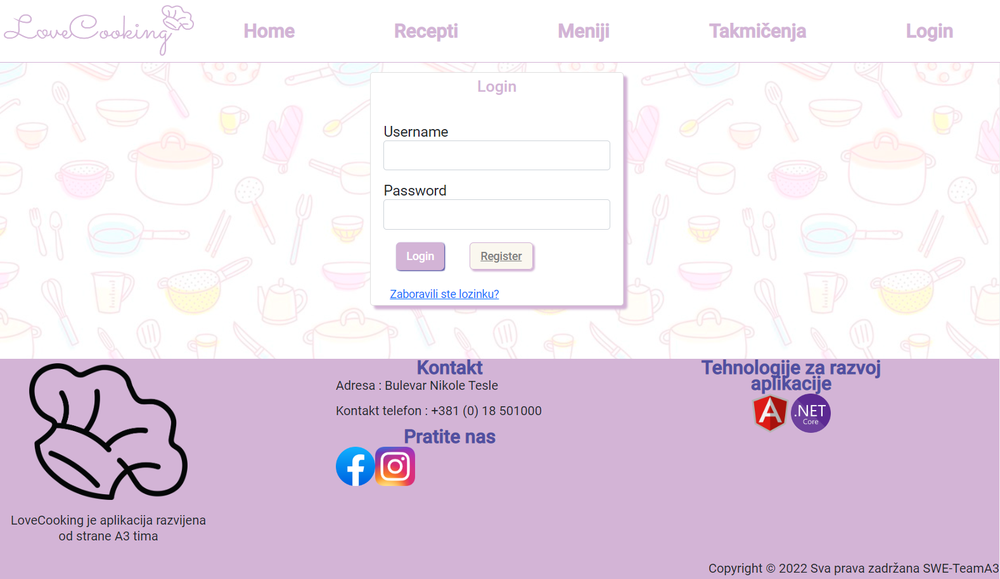 LoveCooking
Home
Recepti
Meniji
Takmičenja
Login
Login
Username
Password
Login
Register
Zaboravili ste lozinku?
LoveCooking je aplikacija razvijena
od strane A3 tima
Kontakt
Adresa : Bulevar Nikole Tesle
Kontakt telefon : +381 (0) 18 501000
Pratite nas
Tehnologije za razvoj
aplikacije
A
.NET
Core
Copyright © 2022 Sva prava zadržana SWE-TeamA3